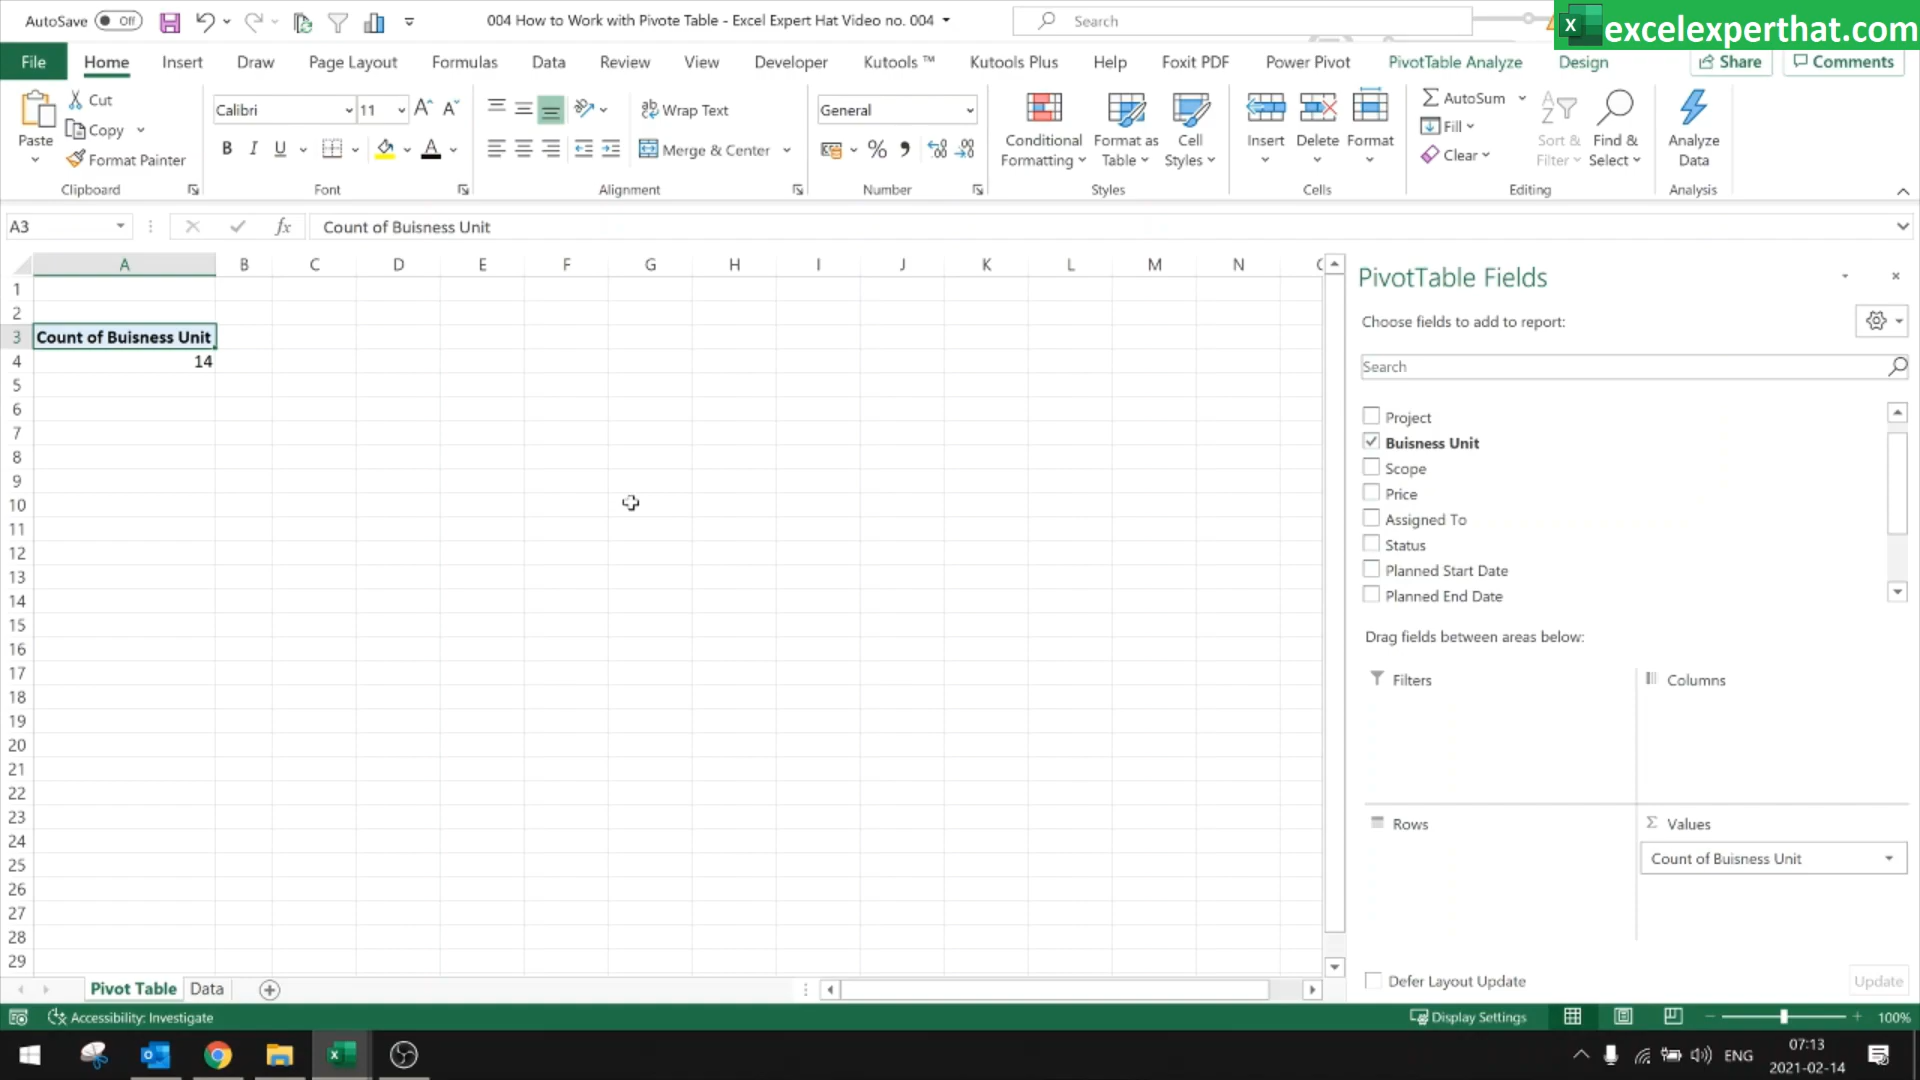 AutoSave Off
004 How to Work with Pivote Table - Excel Expert Hat Video no. 004
Search
excelexperthat.com
File Home Insert Draw Page Layout Formulas Data Review View Developer Kutools ™ Kutools Plus Help Foxit PDF Power Pivot PivotTable Analyze Design Share Comments
Paste
Cut
Copy
Format Painter
Clipboard
Calibri 11
B I U
Font
Wrap Text
Merge & Center
Alignment
General
Number
Conditional Formatting
Format as Table
Cell Styles
Styles
Insert Delete Format
Cells
AutoSum
Fill
Clear
Sort & Filter
Find & Select
Editing
Analyze Data
Analysis
A3 fx Count of Buisness Unit
A B C D E F G H I J K L M N
1
2
3 Count of Buisness Unit
4 14
5
6
7
8
9
10
11
12
13
14
15
16
17
18
19
20
21
22
23
24
25
26
27
28
29
PivotTable Fields
Choose fields to add to report:
Search
Project
Buisness Unit
Scope
Price
Assigned To
Status
Planned Start Date
Planned End Date
Drag fields between areas below:
Filters
Columns
Rows
Σ Values
Count of Buisness Unit
Defer Layout Update
Update
Pivot Table Data
Accessibility: Investigate
Display Settings
100%
ENG
07:13
2021-02-14